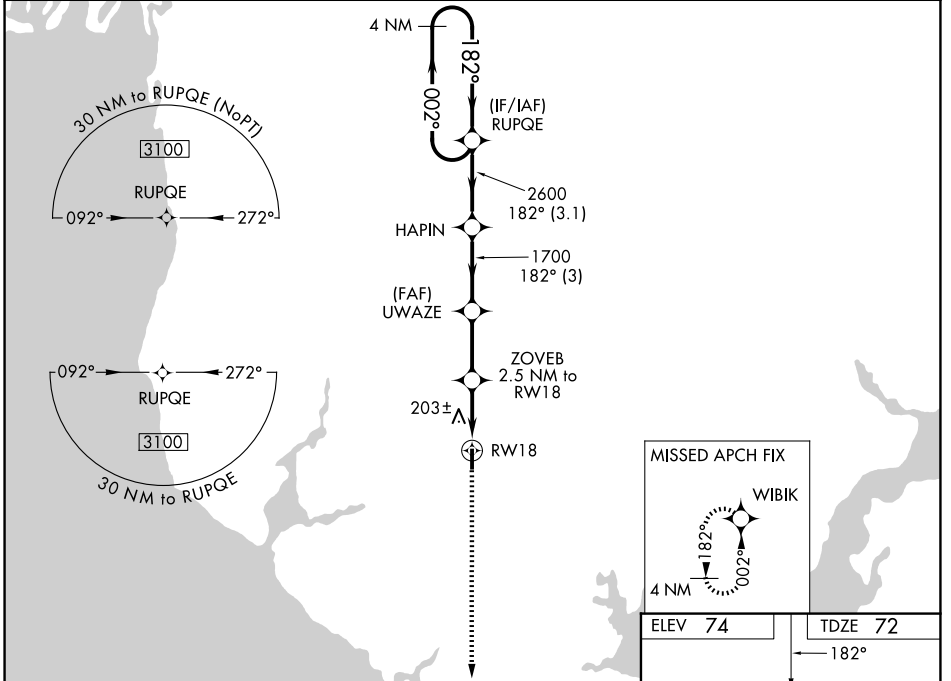 4 NM
182°
002°
(IF/IAF)
RUPQE
2600
182° (3.1)
HAPIN
1700
182° (3)
(FAF)
UWAZE
ZOVEB
2.5 NM to
RW18
203±
RW18
30 NM to RUPQE (NoPT)
3100
RUPQE
092°
272°
092°
272°
RUPQE
3100
30 NM to RUPQE
MISSED APCH FIX
WIBIK
182°
002°
4 NM
ELEV 74
TDZE 72
182°